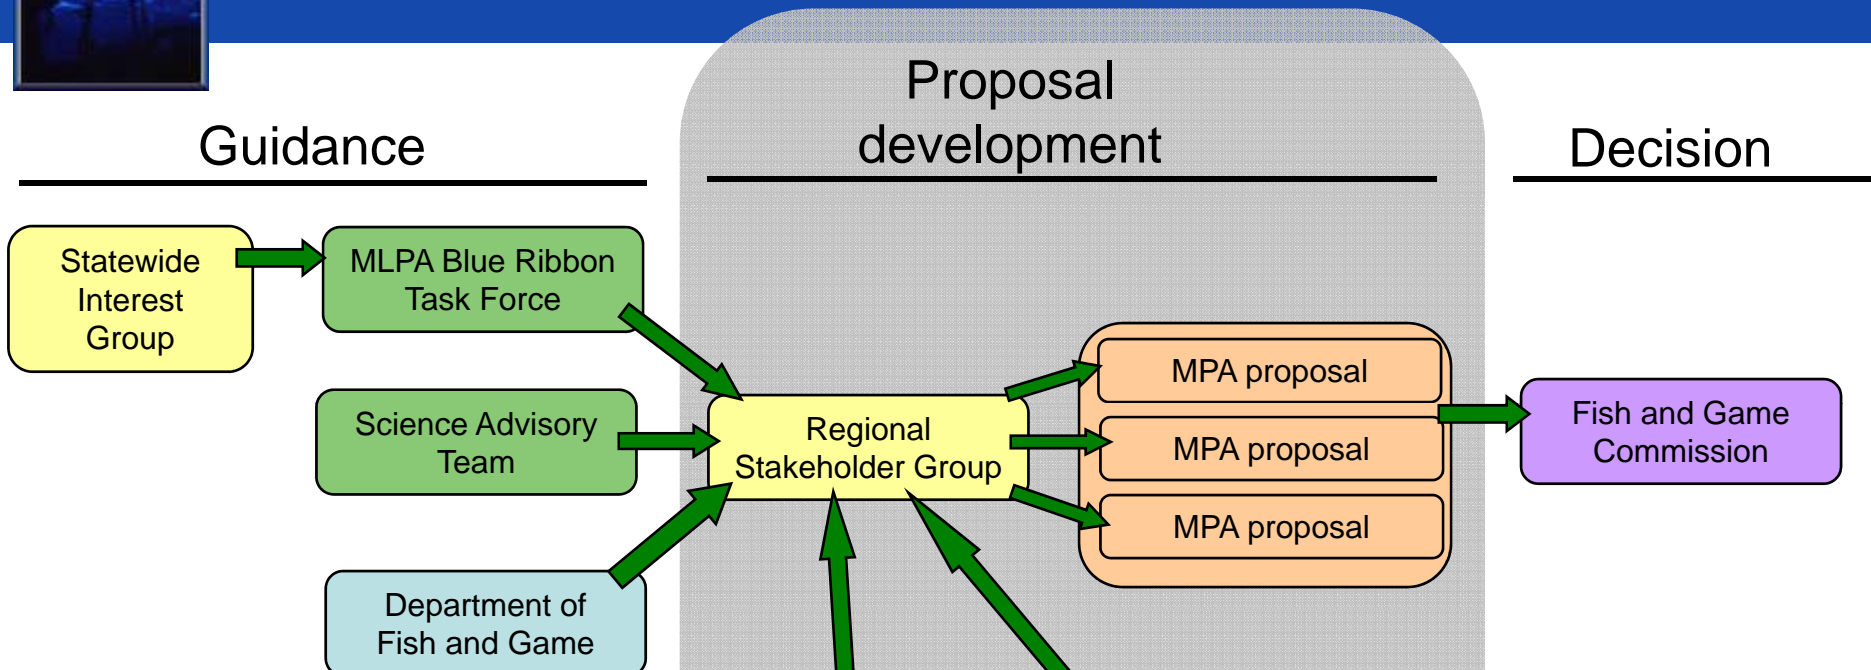 Guidance
Proposal
development
Decision
Statewide
Interest
Group
MLPA Blue Ribbon
Task Force
Science Advisory
Team
Department of
Fish and Game
Regional
Stakeholder Group
MPA proposal
MPA proposal
MPA proposal
Fish and Game
Commission